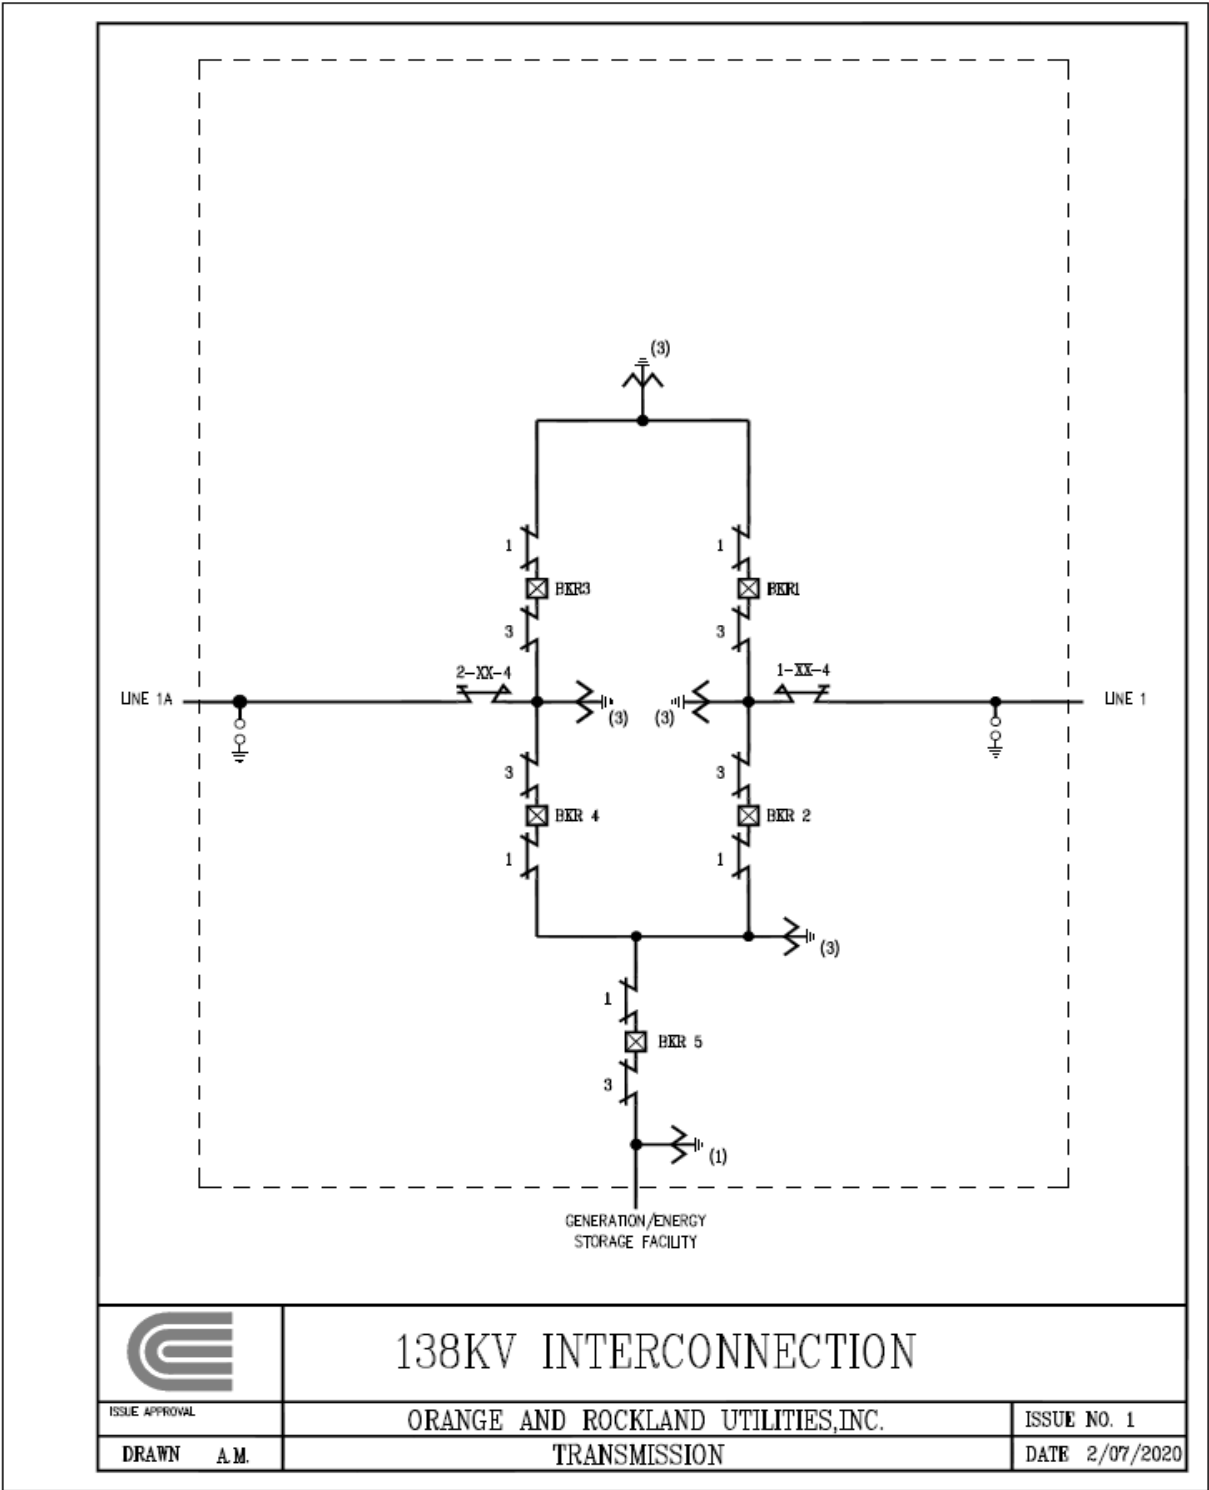 (3)
1
1
BKR3
BKR1
3
3
2-XX-4
1-XX-4
LINE 1A
LINE 1
(3)
(3)
3
3
BKR 4
BKR 2
1
1
(3)
1
BKR 5
3
(1)
GENERATION/ENERGY
STORAGE FACILITY
138KV INTERCONNECTION
ISSUE APPROVAL
ORANGE AND ROCKLAND UTILITIES,INC.
ISSUE NO. 1
DRAWN A.M.
TRANSMISSION
DATE 2/07/2020